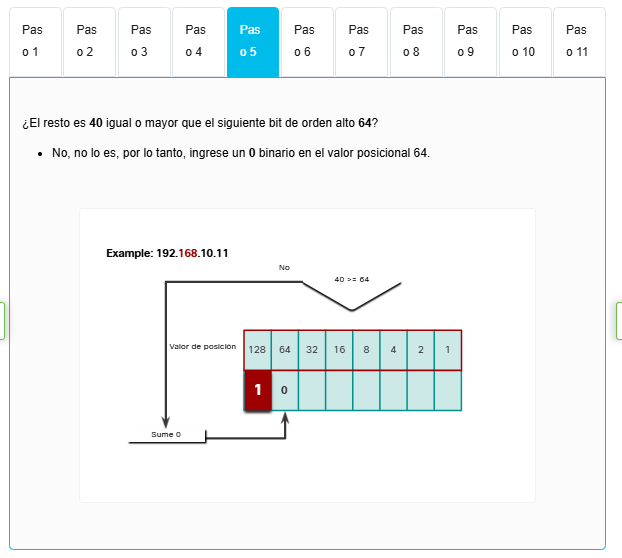 Pas Pas Pas Pas Pas Pas Pas Pas Pas Pas Pas
o 1 o 2 o 3 o 4 o 5 o 6 o 7 o 8 o 9 o 10 o 11
¿El resto es 40 igual o mayor que el siguiente bit de orden alto 64?
• No, no lo es, por lo tanto, ingrese un 0 binario en el valor posicional 64.
Example: 192.168.10.11
No
40 >= 64
Valor de posición 128 64 32 16 8 4 2 1
1 0
Sume 0